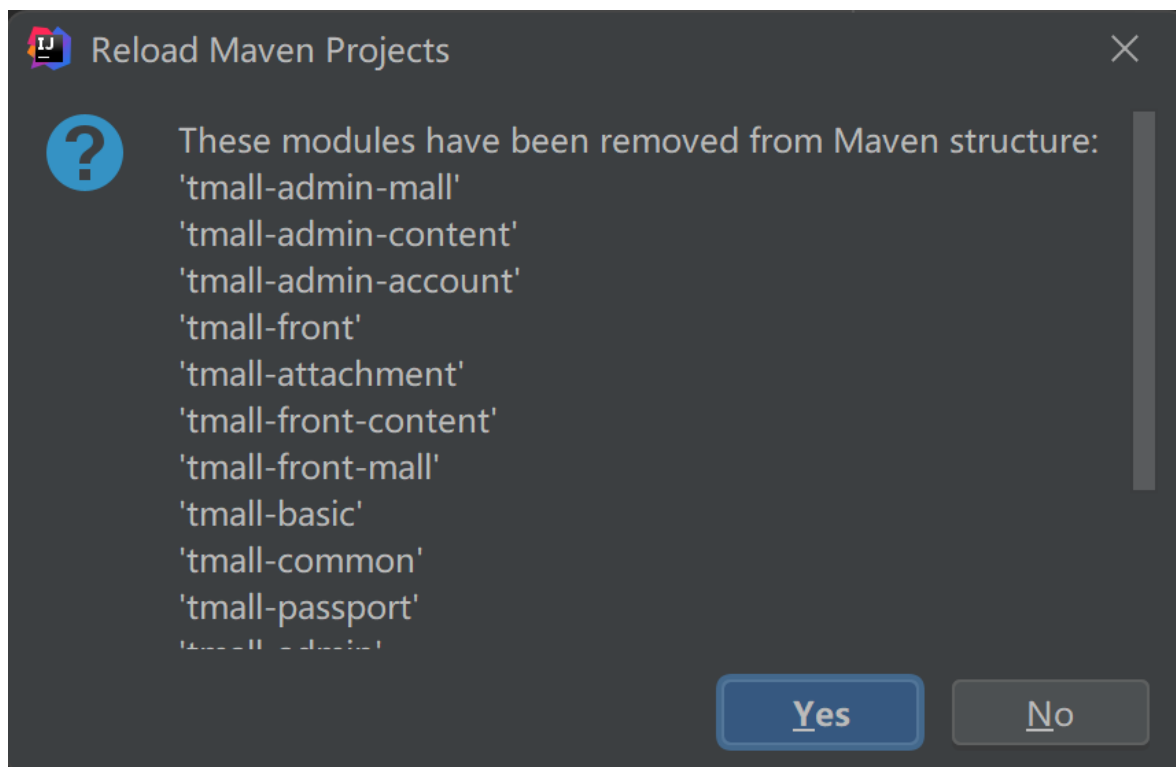 Reload Maven Projects
These modules have been removed from Maven structure:
'tmall-admin-mall'
'tmall-admin-content'
'tmall-admin-account'
'tmall-front'
'tmall-attachment'
'tmall-front-content'
'tmall-front-mall'
'tmall-basic'
'tmall-common'
'tmall-passport'
'tmall-admin'
Yes
No